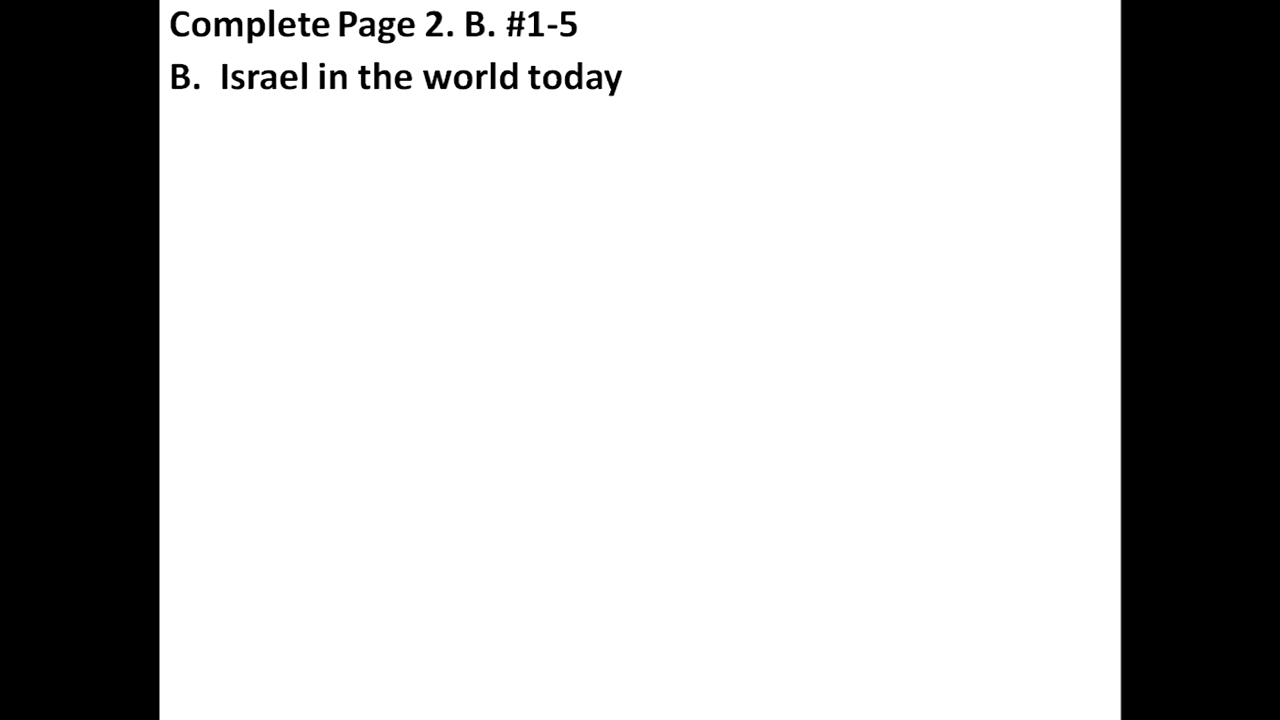 Complete Page 2. B. #1-5
B. Israel in the world today